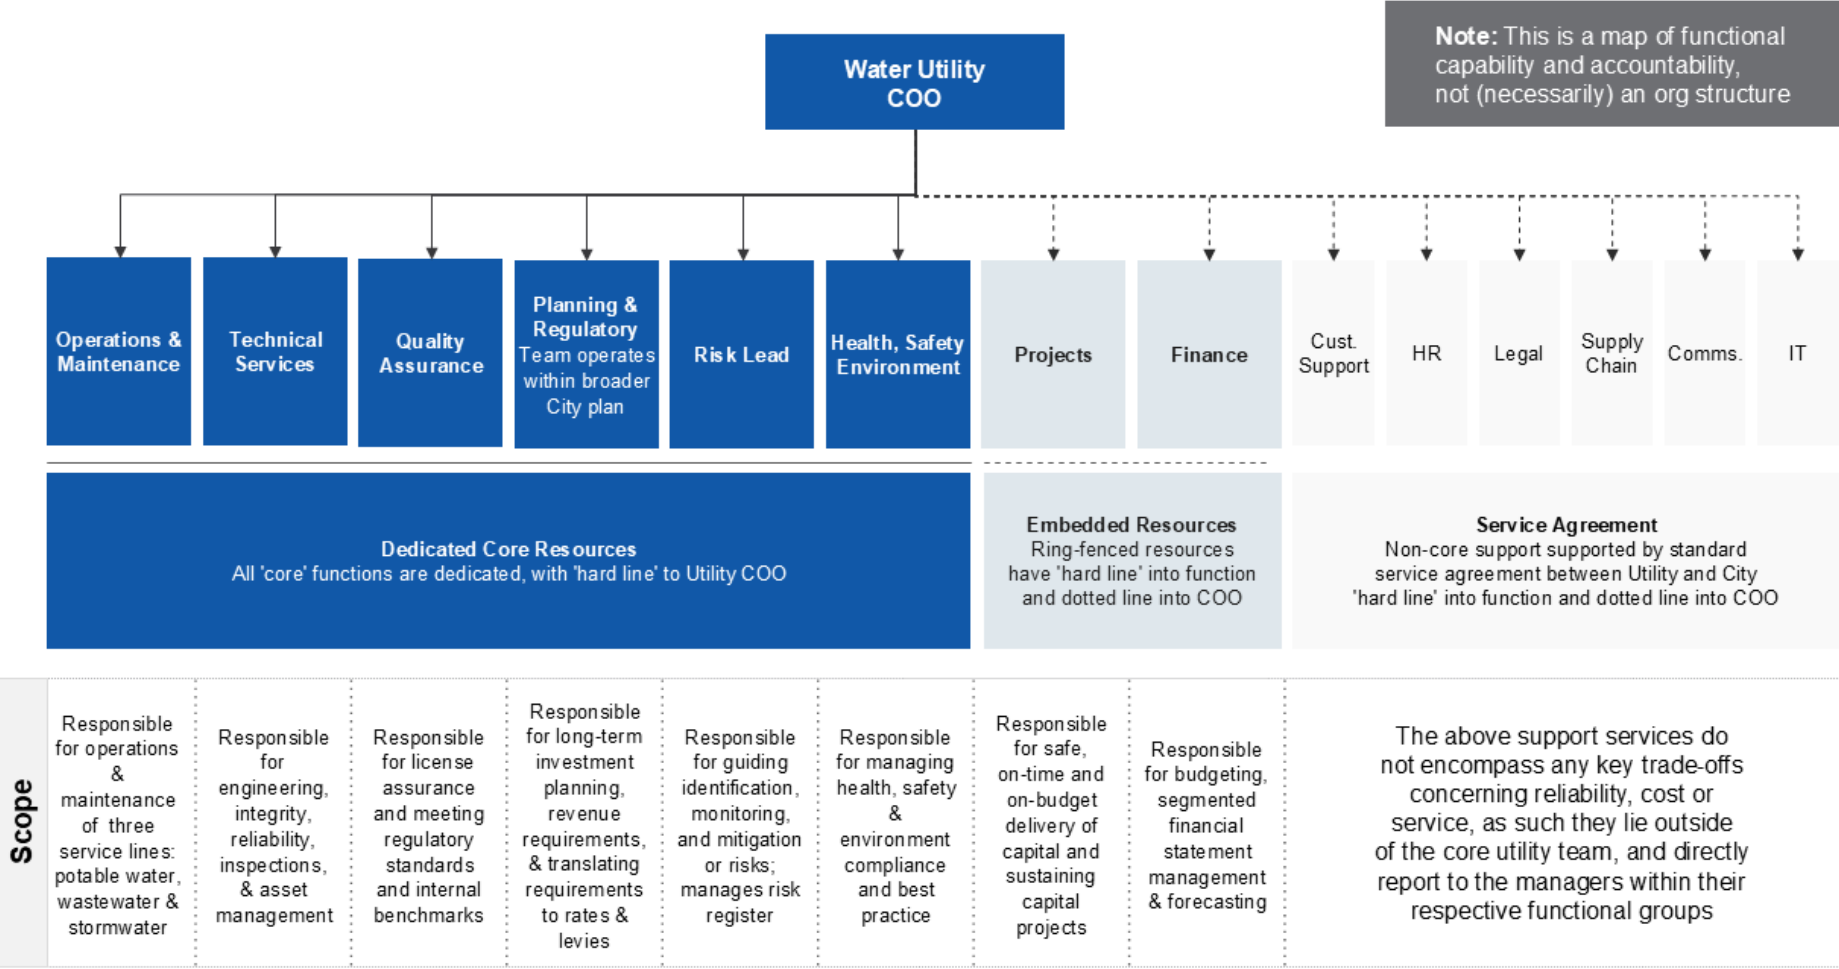 Note: This is a map of functional
capability and accountability,
not (necessarily) an org structure
Water Utility
COO
Operations &
Maintenance
Technical
Services
Quality
Assurance
Planning &
Regulatory
Team operates
within broader
City plan
Risk Lead
Health, Safety
Environment
Projects
Finance
Cust.
Support
HR
Legal
Supply
Chain
Comms.
IT
Dedicated Core Resources
All 'core' functions are dedicated, with 'hard line' to Utility COO
Embedded Resources
Ring-fenced resources
have 'hard line' into function
and dotted line into COO
Service Agreement
Non-core support supported by standard
service agreement between Utility and City
'hard line' into function and dotted line into COO
Scope
Responsible
for operations
&
maintenance
of three
service lines:
potable water,
wastewater &
stormwater
Responsible
for
engineering,
integrity,
reliability,
inspections,
& asset
management
Responsible
for license
assurance
and meeting
regulatory
standards
and internal
benchmarks
Responsible
for long-term
investment
planning,
revenue
requirements,
& translating
requirements
to rates &
levies
Responsible
for guiding
identification,
monitoring,
and mitigation
or risks;
manages risk
register
Responsible
for managing
health, safety
&
environment
compliance
and best
practice
Responsible
for safe,
on-time and
on-budget
delivery of
capital and
sustaining
capital
projects
Responsible
for budgeting,
segmented
financial
statement
management
& forecasting
The above support services do
not encompass any key trade-offs
concerning reliability, cost or
service, as such they lie outside
of the core utility team, and directly
report to the managers within their
respective functional groups